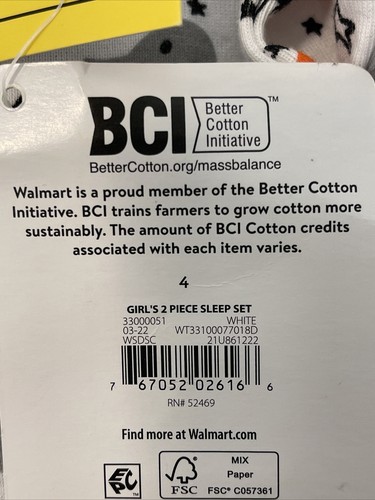 BCI Better Cotton Initiative™
BetterCotton.org/massbalance
Walmart is a proud member of the Better Cotton
Initiative. BCI trains farmers to grow cotton more
sustainably. The amount of BCI Cotton credits
associated with each item varies.
4
GIRL'S 2 PIECE SLEEP SET
33000051 WHITE
03-22 WT33100077018D
WSDSC 21U861222
7 67052 02616 6
RN# 52469
Find more at Walmart.com
EPC™
FSC
MIX
Paper
FSC® C057361